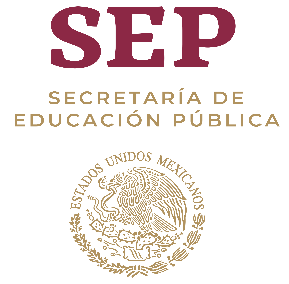 SEP
SECRETARÍA DE
EDUCACIÓN PÚBLICA
ESTADOS UNIDOS MEXICANOS